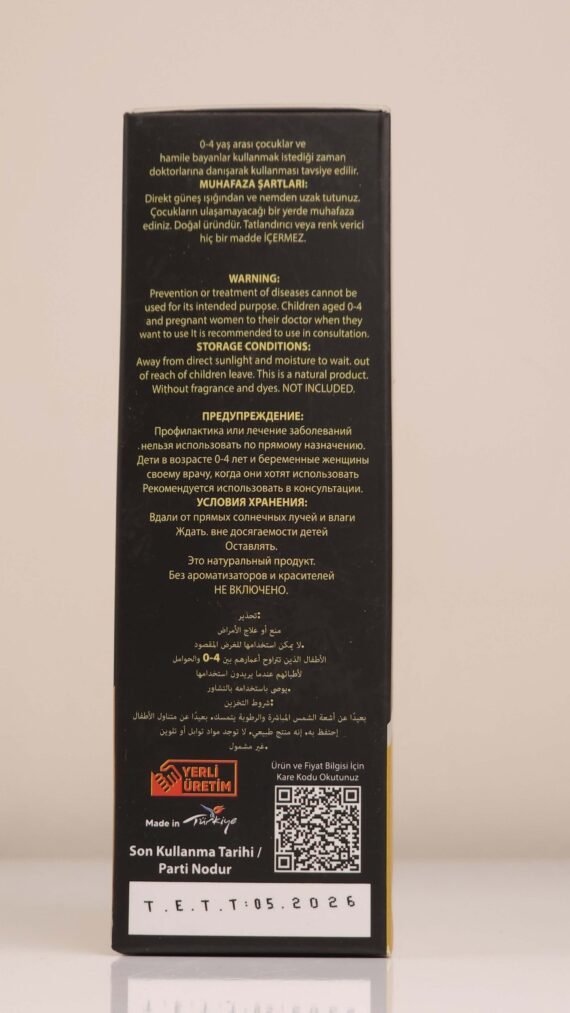 0-4 yaş arası çocuklar ve
hamile bayanlar kullanmak istediği zaman
doktorlarına danışarak kullanması tavsiye edilir.
MUHAFAZA ŞARTLARI:
Direkt güneş ışığından ve nemden uzak tutunuz.
Çocukların ulaşamayacağı bir yerde muhafaza
ediniz. Doğal üründür. Tatlandırıcı veya renk verici
hiç bir madde İÇERMEZ.
WARNING:
Prevention or treatment of diseases cannot be
used for its intended purpose. Children aged 0-4
and pregnant women to their doctor when they
want to use It is recommended to use in consultation.
STORAGE CONDITIONS:
Away from direct sunlight and moisture to wait. out
of reach of children leave. This is a natural product.
Without fragrance and dyes. NOT INCLUDED.
ПРЕДУПРЕЖДЕНИЕ:
Профилактика или лечение заболеваний
.нельзя использовать по прямому назначению.
Дети в возрасте 0-4 лет и беременные женщины
своему врачу, когда они хотят использовать
Рекомендуется использовать в консультации.
УСЛОВИЯ ХРАНЕНИЯ:
Вдали от прямых солнечных лучей и влаги
Ждать. вне досягаемости детей
Оставлять.
Это натуральный продукт.
Без ароматизаторов и красителей
НЕ ВКЛЮЧЕНО.
:تحذير
منع أو علاج الأمراض
.لا يمكن استخدامها للغرض المقصود
الأطفال الذين تتراوح أعمارهم بين 4-0 والحوامل
لأطبائهم عندما يريدون استخدامها
.يوصى باستخدامه بالتشاور
:شروط التخزين
بعيدًا عن أشعة الشمس المباشرة والرطوبة يتمسك. بعيدًا عن متناول الأطفال
إحتفظ به. إنه منتج طبيعي. لا توجد مواد توابل أو تلوين
.غير مشمول
YERLİ
ÜRETİM
Made in Türkiye
Ürün ve Fiyat Bilgisi İçin
Kare Kodu Okutunuz
Son Kullanma Tarihi /
Parti Nodur
T.E.T.T:05.2026